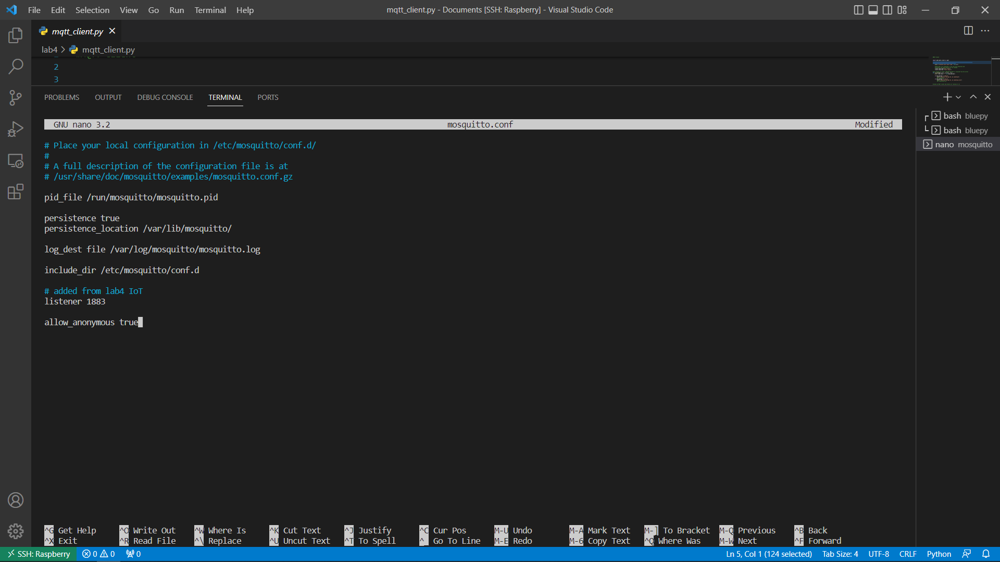 File Edit Selection View Go Run Terminal Help
mqtt_client.py - Documents [SSH: Raspberry] - Visual Studio Code
mqtt_client.py
lab4 > mqtt_client.py
2
3
PROBLEMS OUTPUT DEBUG CONSOLE TERMINAL PORTS
GNU nano 3.2 mosquitto.conf Modified
# Place your local configuration in /etc/mosquitto/conf.d/
#
# A full description of the configuration file is at
# /usr/share/doc/mosquitto/examples/mosquitto.conf.gz
pid_file /run/mosquitto/mosquitto.pid
persistence true
persistence_location /var/lib/mosquitto/
log_dest file /var/log/mosquitto/mosquitto.log
include_dir /etc/mosquitto/conf.d
# added from lab4 IoT
listener 1883
allow_anonymous true
bash bluepy
bash bluepy
nano mosquitto
^G Get Help ^O Write Out ^W Where Is ^K Cut Text ^J Justify ^C Cur Pos M-U Undo M-A Mark Text M-] To Bracket M-Q Previous ^B Back
^X Exit ^R Read File ^\ Replace ^U Uncut Text ^T To Spell ^_ Go To Line M-E Redo M-6 Copy Text ^Q Where Was M-W Next ^F Forward
SSH: Raspberry 0 0 0 Ln 5, Col 1 (124 selected) Tab Size: 4 UTF-8 CRLF Python